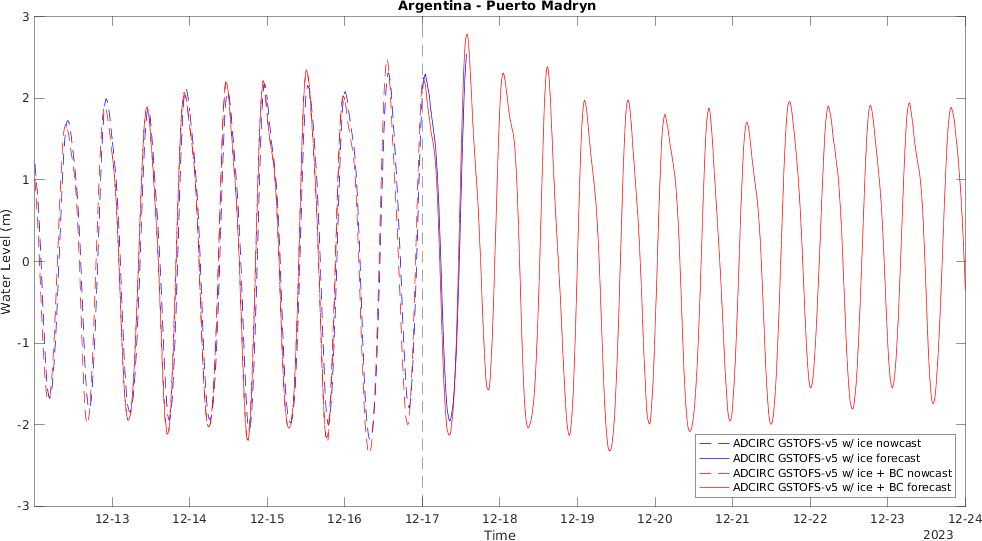 Argentina - Puerto Madryn
3
2
1
0
-1
-2
-3
Water Level (m)
12-13
12-14
12-15
12-16
12-17
12-18
12-19
12-20
12-21
12-22
12-23
12-24
Time
2023
ADCIRC GSTOFS-v5 w/ ice nowcast
ADCIRC GSTOFS-v5 w/ ice forecast
ADCIRC GSTOFS-v5 w/ ice + BC nowcast
ADCIRC GSTOFS-v5 w/ ice + BC forecast